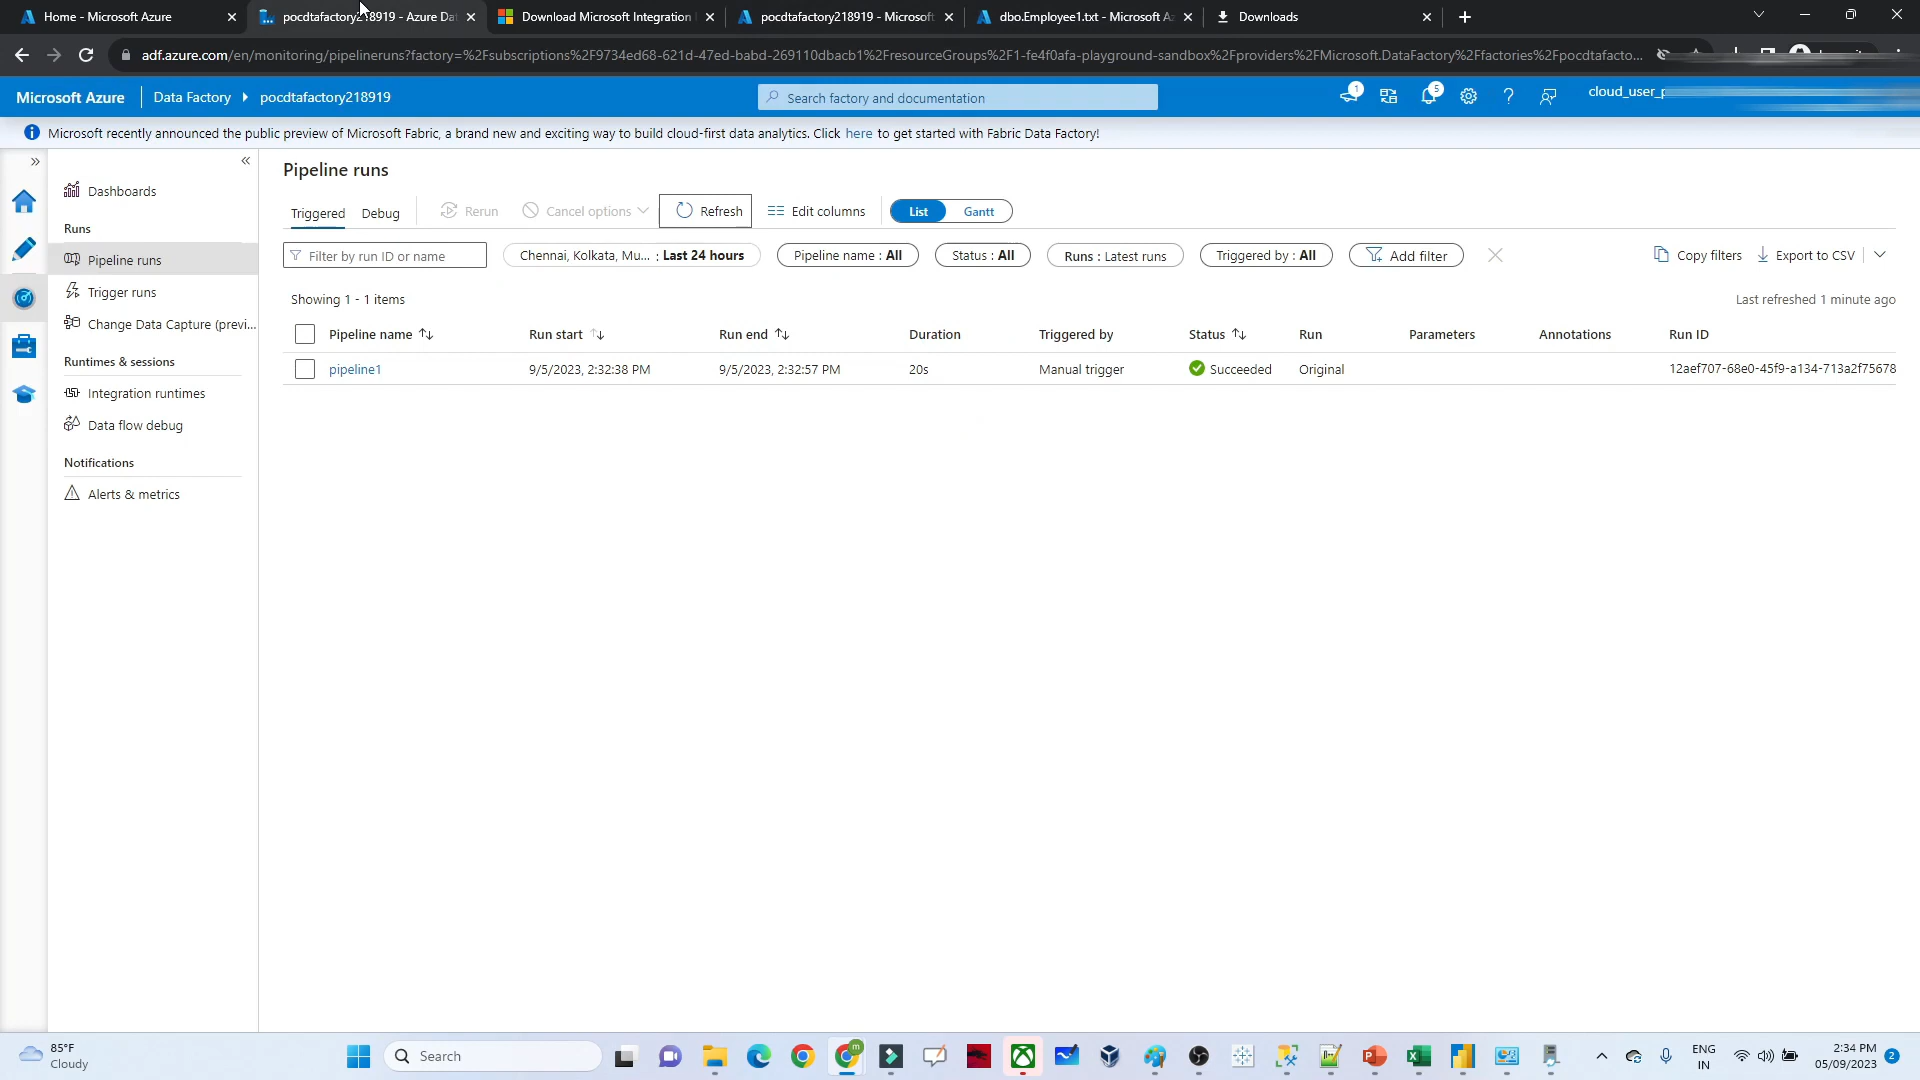 Home - Microsoft Azure
pocdtafactory218919 - Azure Da
Download Microsoft Integration
pocdtafactory218919 - Microsoft
dbo.Employee1.txt - Microsoft Az
Downloads
adf.azure.com/en/monitoring/pipelineruns?factory=%2Fsubscriptions%2F9734ed68-621d-47ed-babd-269110dbacb1%2FresourceGroups%2F1-fe4f0afa-playground-sandbox%2Fproviders%2FMicrosoft.DataFactory%2Ffactories%2Fpocdtafacto...
Microsoft Azure
Data Factory
pocdtafactory218919
Search factory and documentation
1
5
cloud_user_p
Microsoft recently announced the public preview of Microsoft Fabric, a brand new and exciting way to build cloud-first data analytics. Click here to get started with Fabric Data Factory!
Dashboards
Runs
Pipeline runs
Trigger runs
Change Data Capture (previ...
Runtimes & sessions
Integration runtimes
Data flow debug
Notifications
Alerts & metrics
Pipeline runs
Triggered Debug Rerun Cancel options Refresh Edit columns List Gantt
Filter by run ID or name Chennai, Kolkata, Mu... ; Last 24 hours Pipeline name : All Status : All Runs : Latest runs Triggered by : All Add filter Copy filters Export to CSV
Showing 1 - 1 items Last refreshed 1 minute ago
Pipeline name Run start Run end Duration Triggered by Status Run Parameters Annotations Run ID
pipeline1 9/5/2023, 2:32:38 PM 9/5/2023, 2:32:57 PM 20s Manual trigger Succeeded Original 12aef707-68e0-45f9-a134-713a2f75678
85°F
Cloudy
Search
m
ENG
IN
2:34 PM
05/09/2023
2